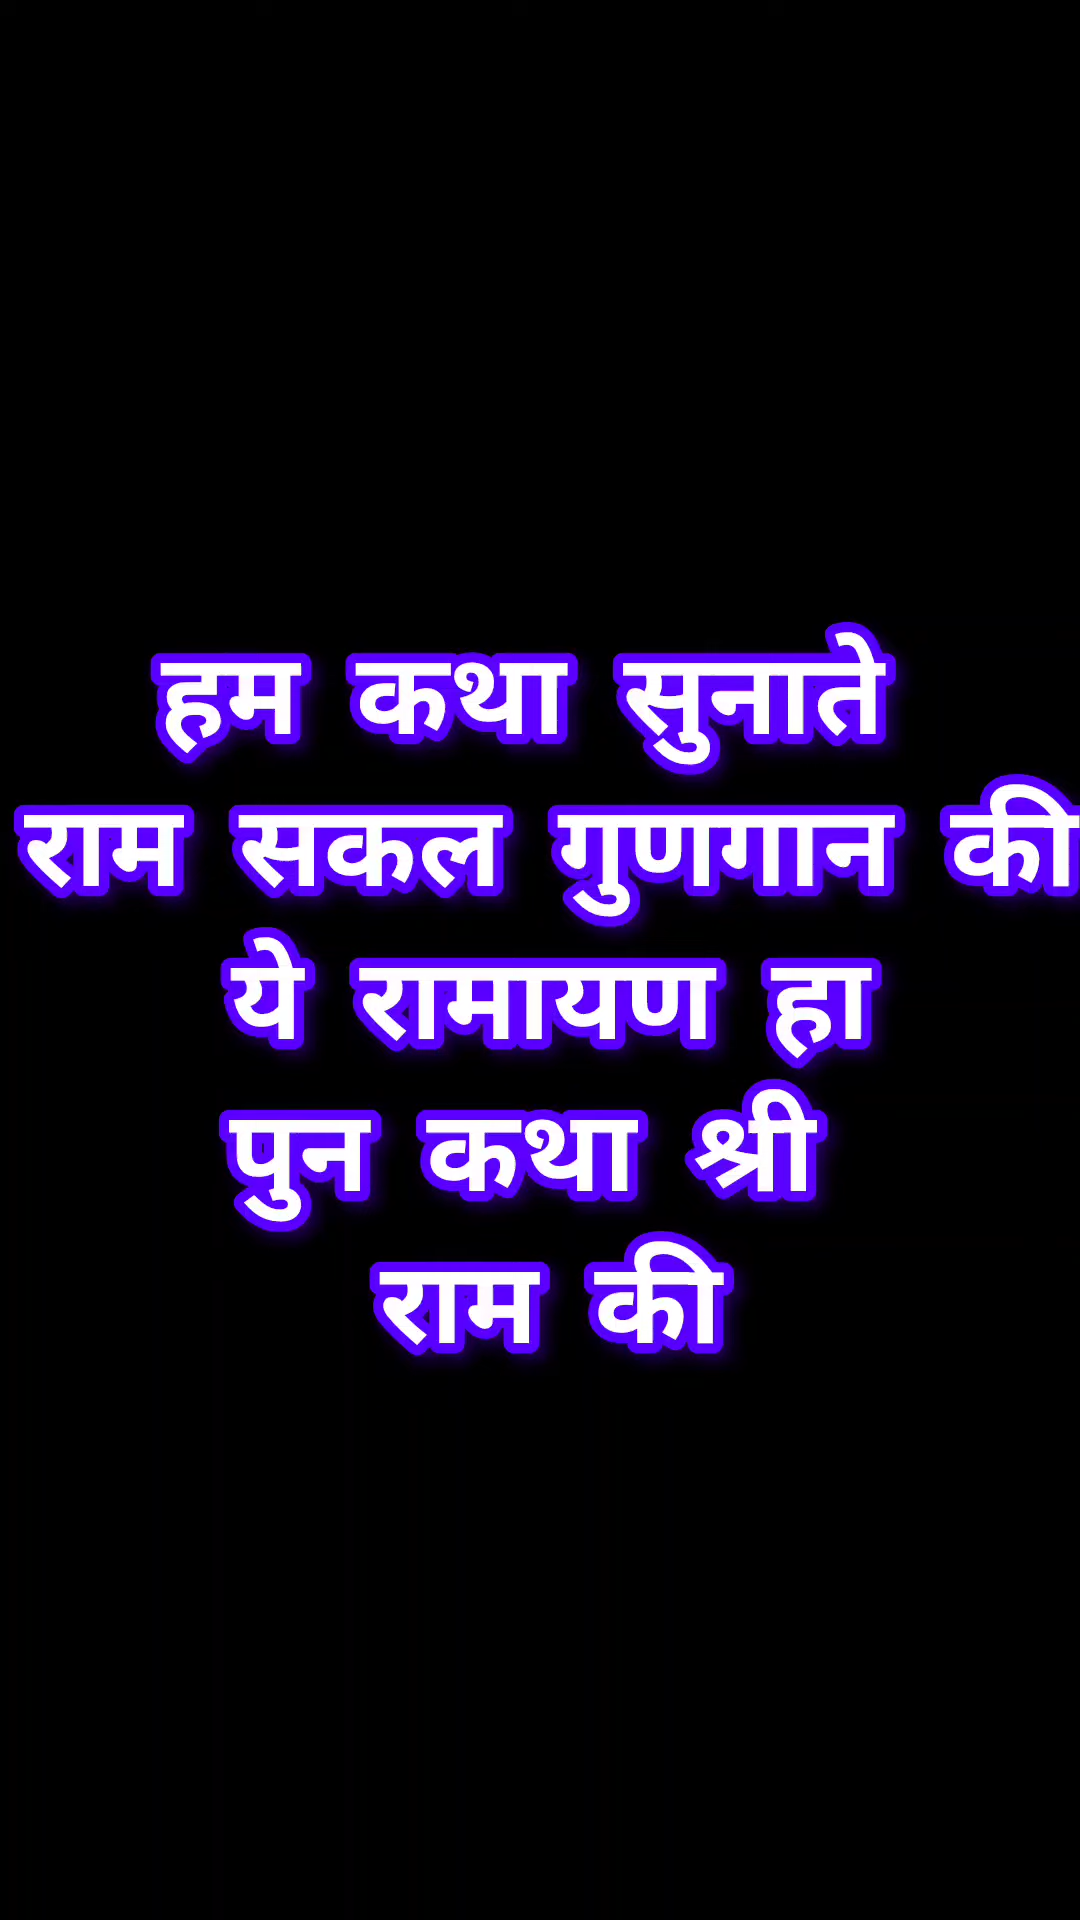 हम कथा सुनाते
राम सकल गुणगान की
ये रामायण हा
पुन कथा श्री
राम की